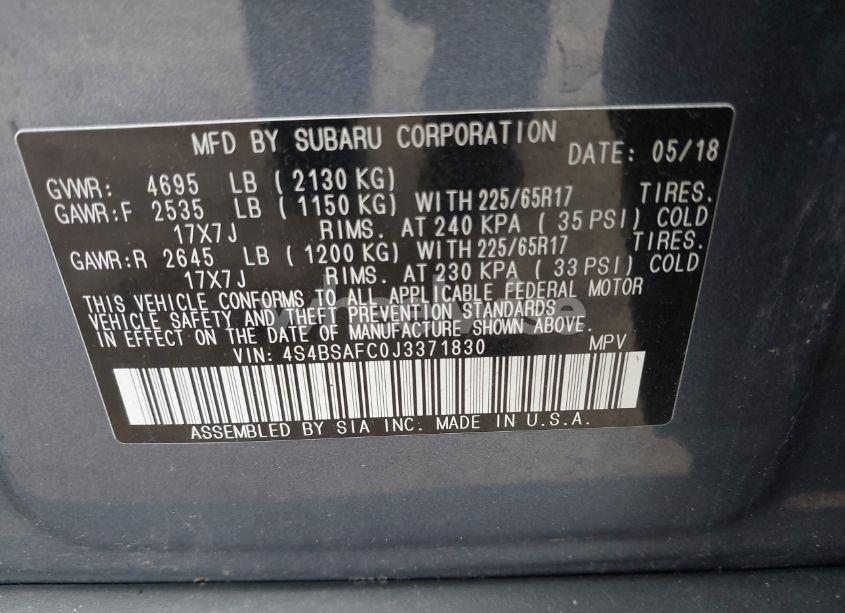 MFD BY SUBARU CORPORATION DATE: 05/18
GVWR: 4695 LB ( 2130 KG)
GAWR:F 2535 LB ( 1150 KG) WITH 225/65R17 TIRES.
17X7J RIMS. AT 240 KPA ( 35 PSI) COLD
GAWR:R 2645 LB ( 1200 KG) WITH 225/65R17 TIRES.
17X7J RIMS. AT 230 KPA ( 33 PSI) COLD
THIS VEHICLE CONFORMS TO ALL APPLICABLE FEDERAL MOTOR
VEHICLE SAFETY AND THEFT PREVENTION STANDARDS
IN EFFECT ON THE DATE OF MANUFACTURE SHOWN ABOVE.
VIN: 4S4BSAFC0J3371830 MPV
ASSEMBLED BY SIA INC. MADE IN U.S.A.